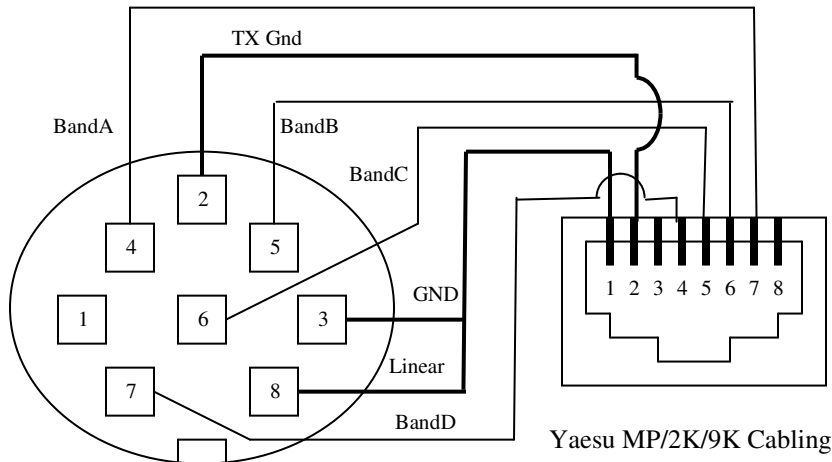 TX Gnd
BandA
BandB
BandC
2
4
5
1
6
3
GND
7
8
Linear
BandD
1 2 3 4 5 6 7 8
Yaesu MP/2K/9K Cabling